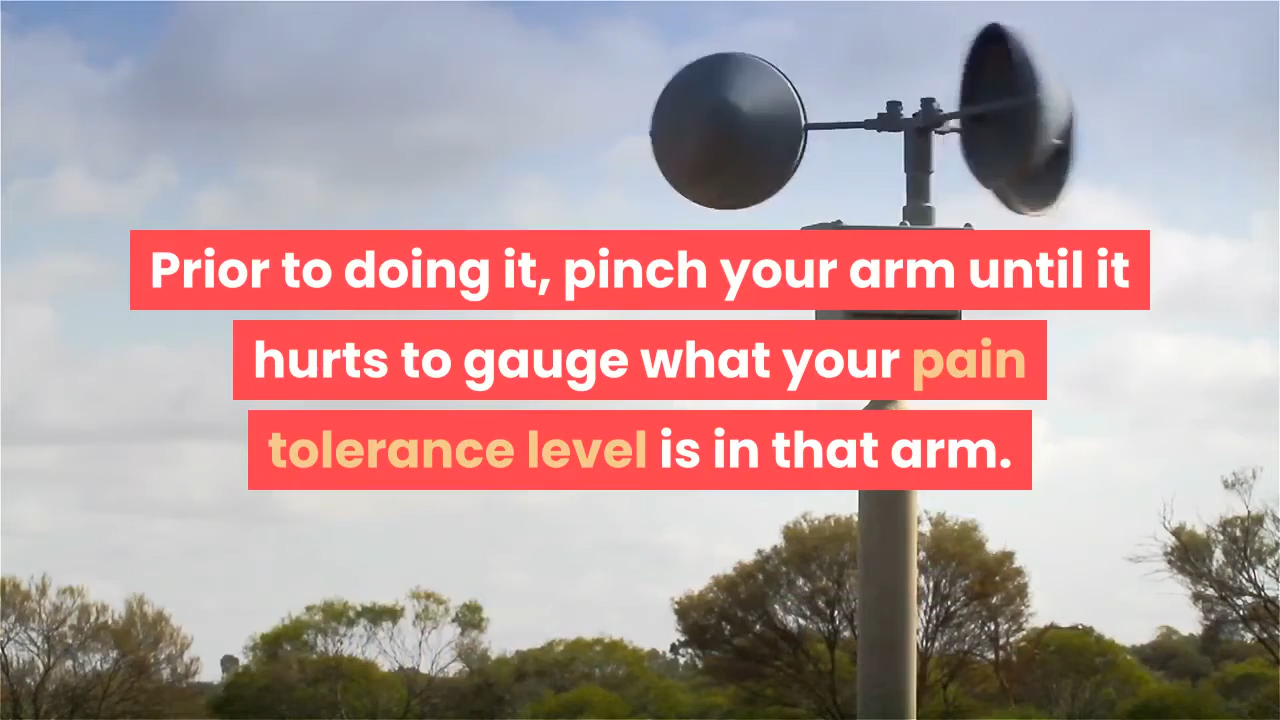 Prior to doing it, pinch your arm until it
hurts to gauge what your pain
tolerance level is in that arm.